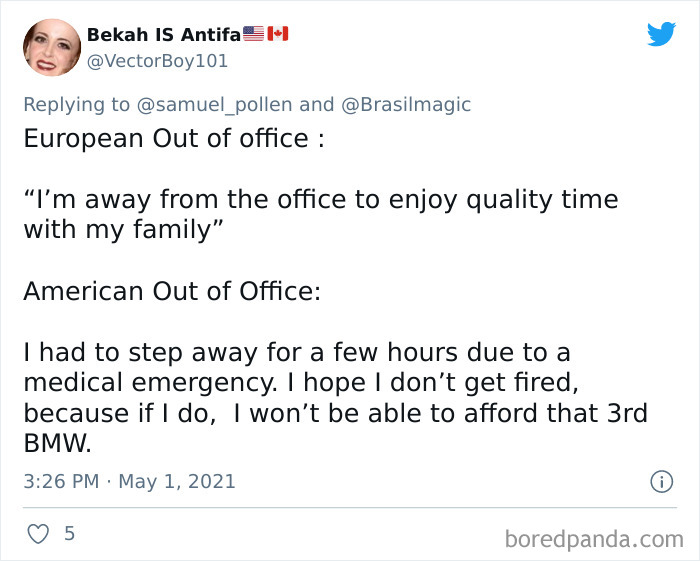 Bekah IS Antifa🇺🇸🇨🇦
@VectorBoy101
Replying to @samuel_pollen and @Brasilmagic
European Out of office :
“I’m away from the office to enjoy quality time
with my family”
American Out of Office:
I had to step away for a few hours due to a
medical emergency. I hope I don’t get fired,
because if I do,  I won’t be able to afford that 3rd
BMW.
3:26 PM · May 1, 2021
5
boredpanda.com